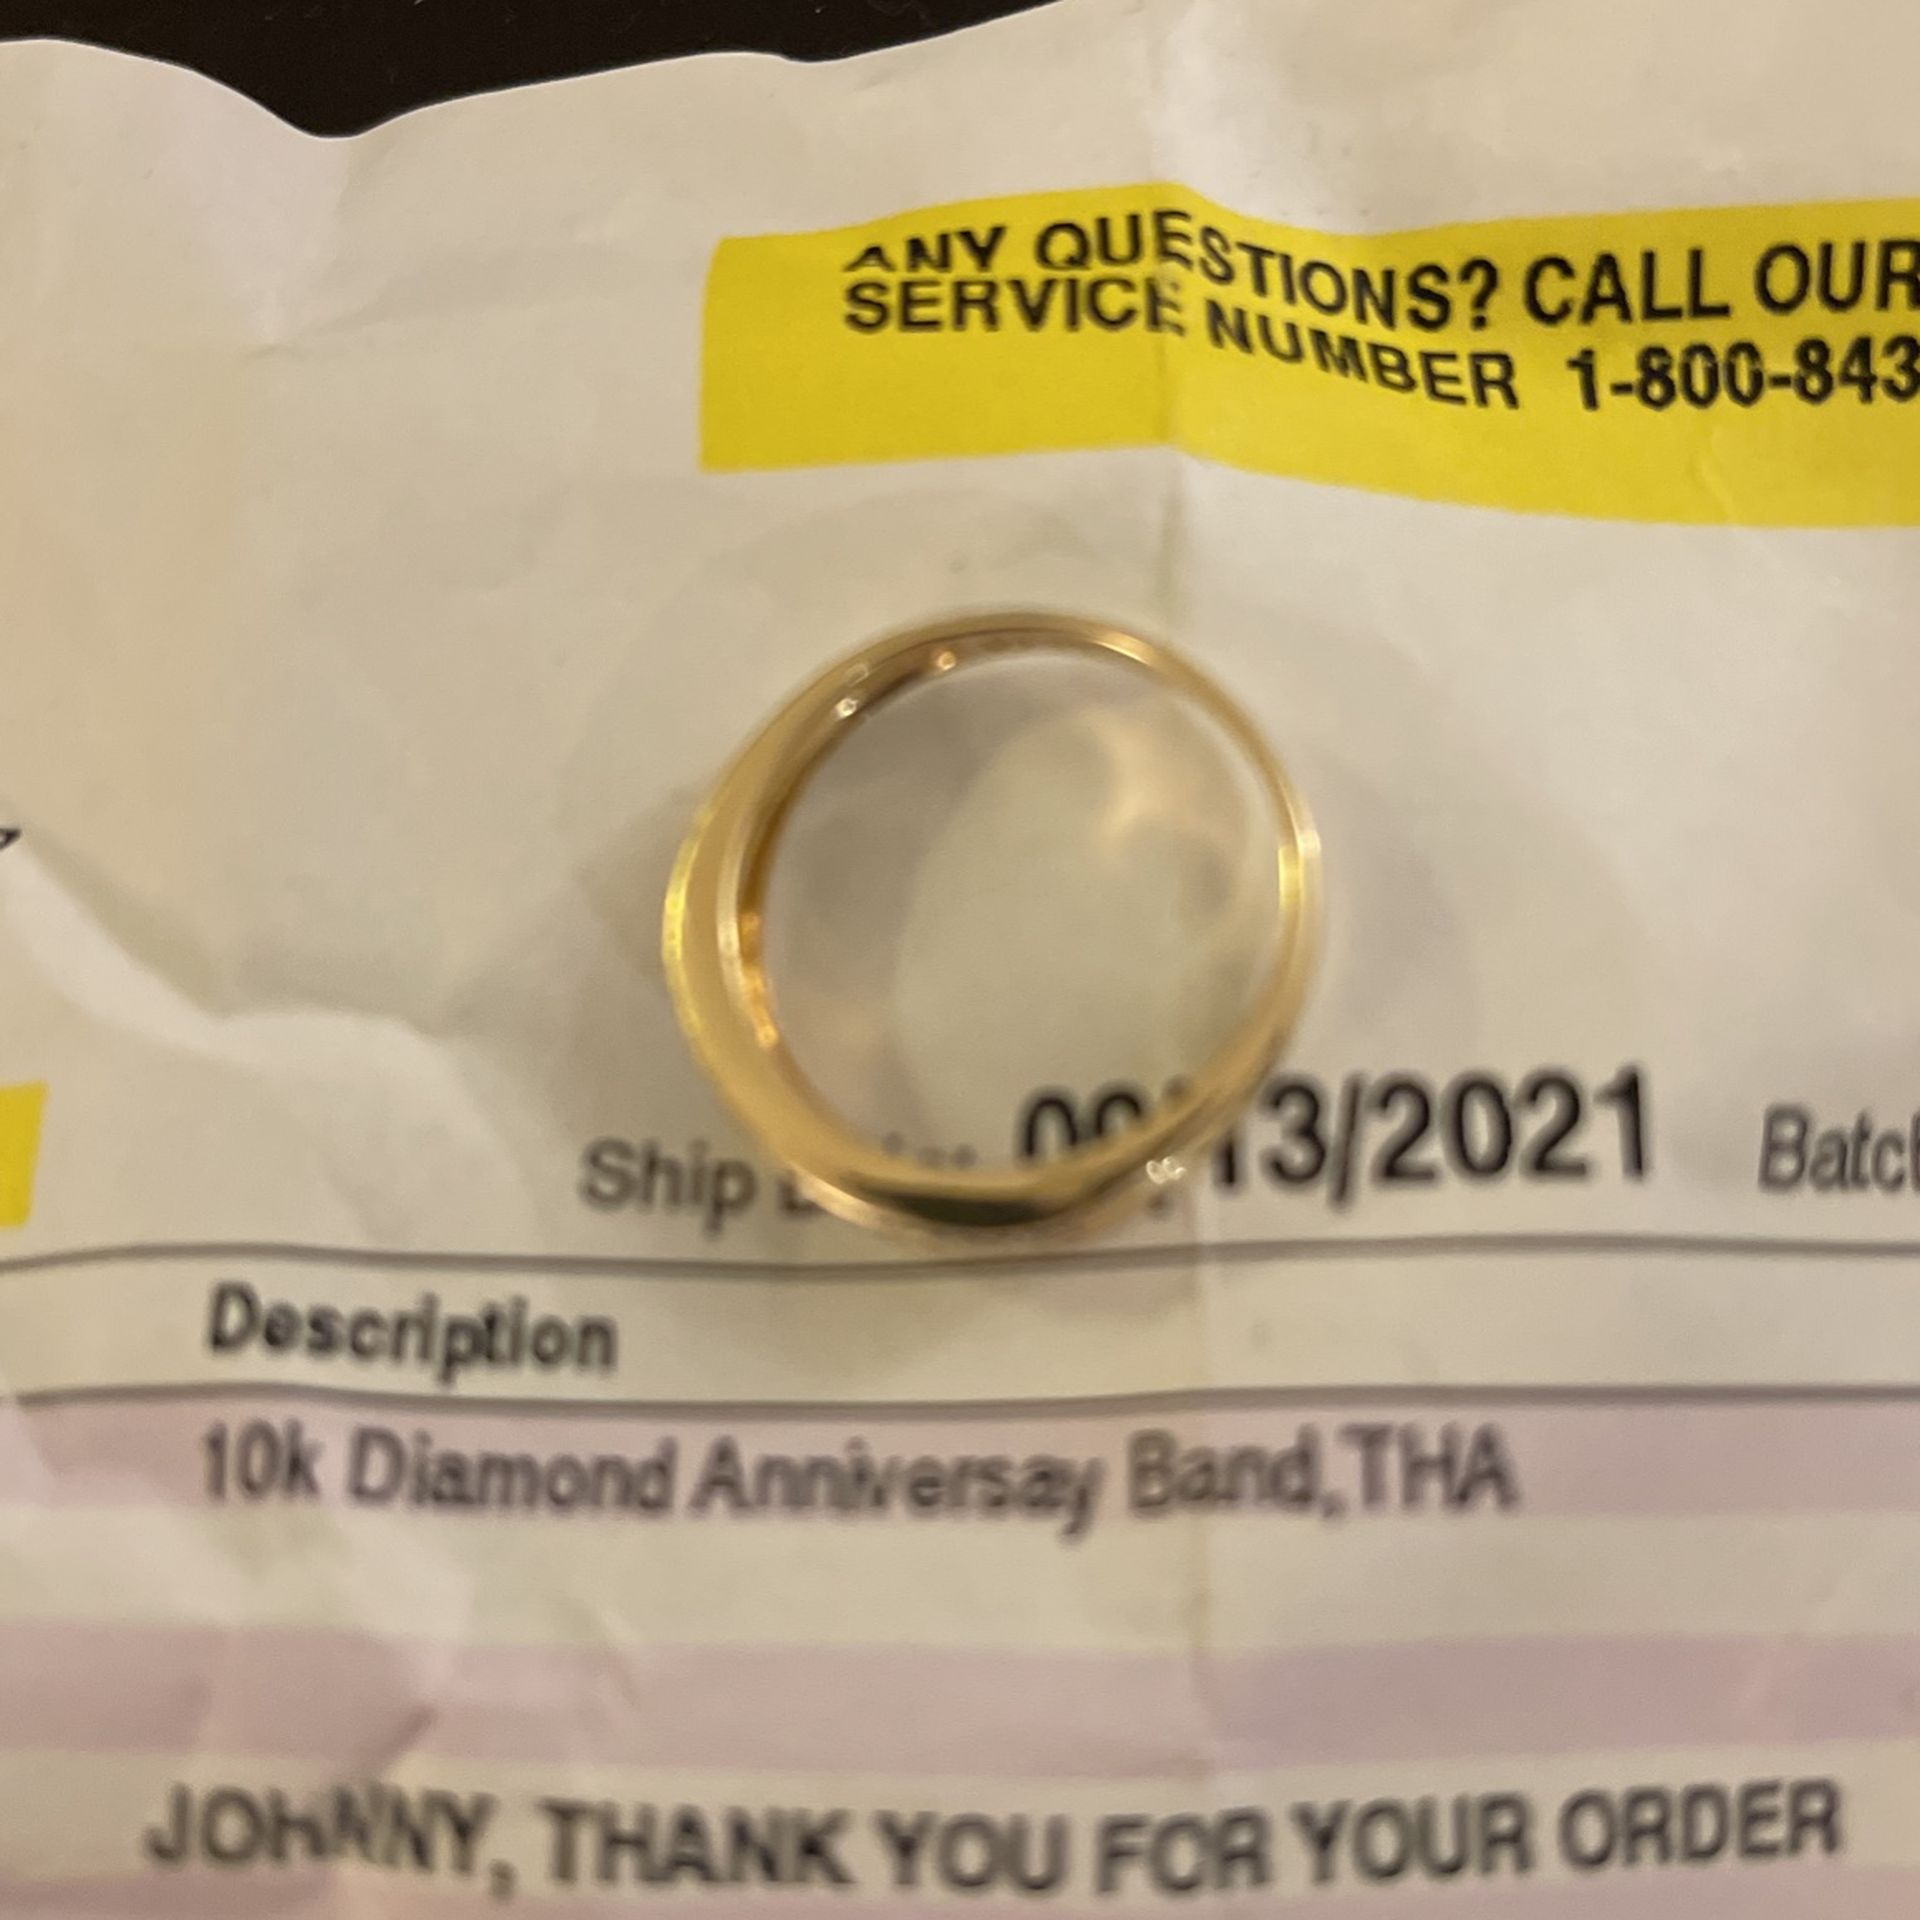 ANY QUESTIONS? CALL OUR
SERVICE NUMBER 1-800-843
Ship 13/2021 Batch
Description
10k Diamond Anniversay Band,THA
JOHNNY, THANK YOU FOR YOUR ORDER